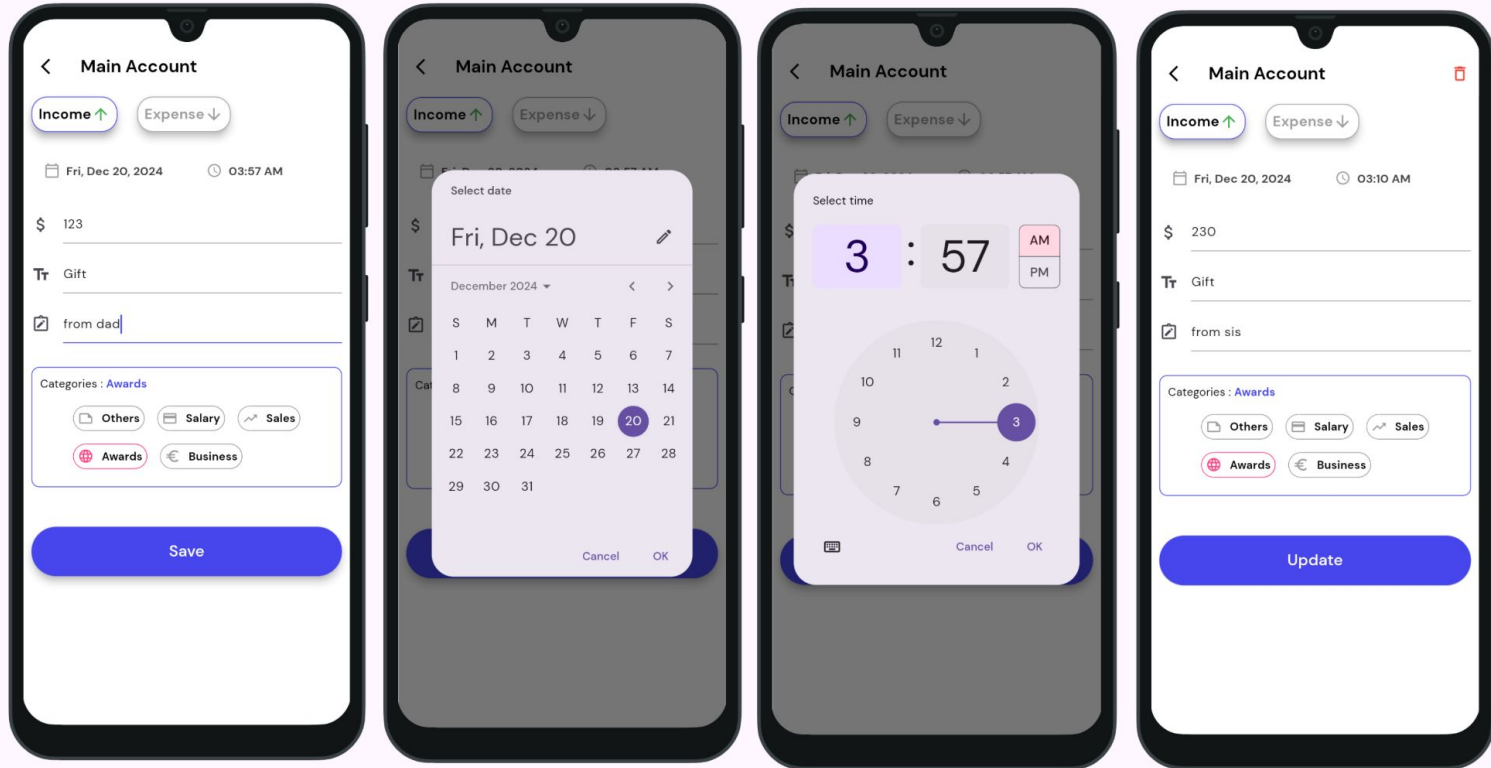 Main Account
Income
Expense
Fri, Dec 20, 2024 03:57 AM
$ 123
Tт Gift
from dad
Categories : Awards
Others Salary Sales
Awards € Business
Save
Main Account
Income
Expense
Select date
Fri, Dec 20
December 2024
S M T W T F S
1 2 3 4 5 6 7
8 9 10 11 12 13 14
15 16 17 18 19 20 21
22 23 24 25 26 27 28
29 30 31
Cancel OK
$
Tт
Main Account
Income
Expense
Select time
3 : 57
AM
PM
12
1
2
3
4
5
6
7
8
9
10
11
Cancel OK
$
Main Account
Income
Expense
Fri, Dec 20, 2024 03:10 AM
$ 230
Tт Gift
from sis
Categories : Awards
Others Salary Sales
Awards € Business
Update